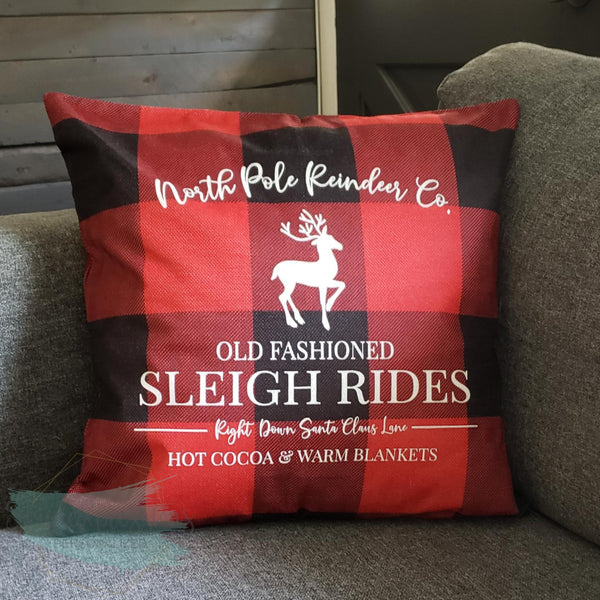 North Pole Reindeer Co.
OLD FASHIONED
SLEIGH RIDES
Right Down Santa Claus Lane
HOT COCOA & WARM BLANKETS